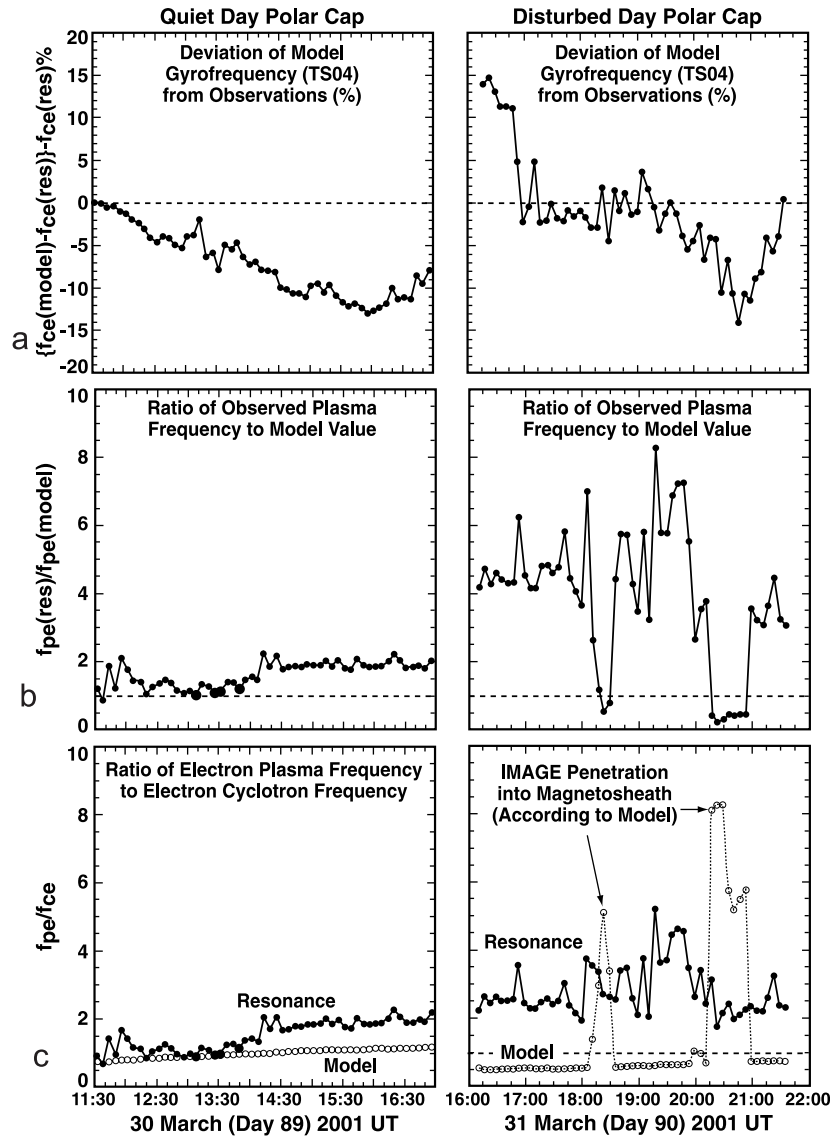 Quiet Day Polar Cap
Disturbed Day Polar Cap
a
{fce(model)-fce(res)}÷fce(res)%
20
15
10
5
0
-5
-10
-15
-20
Deviation of Model
Gyrofrequency (TS04)
from Observations (%)
Deviation of Model
Gyrofrequency (TS04)
from Observations (%)
b
fpe(res)/fpe(model)
10
8
6
4
2
0
Ratio of Observed Plasma
Frequency to Model Value
Ratio of Observed Plasma
Frequency to Model Value
c
fpe/fce
10
8
6
4
2
0
Ratio of Electron Plasma Frequency
to Electron Cyclotron Frequency
Resonance
Model
IMAGE Penetration
into Magnetosheath
(According to Model)
Resonance
Model
11:30 12:30 13:30 14:30 15:30 16:30
30 March (Day 89) 2001 UT
16:00 17:00 18:00 19:00 20:00 21:00 22:00
31 March (Day 90) 2001 UT